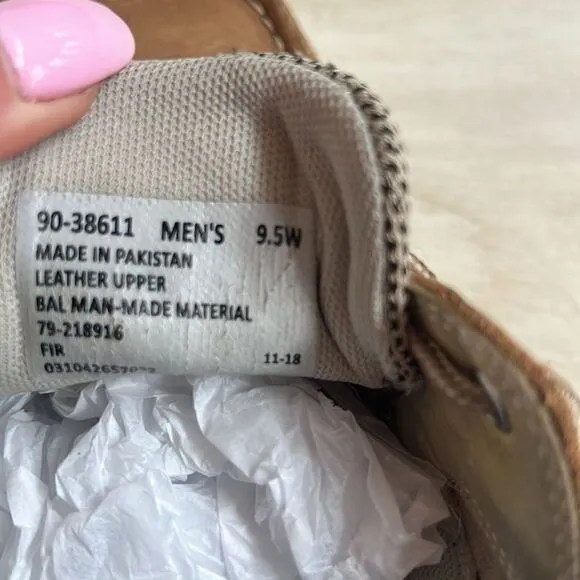 90-38611 MEN'S 9.5W
MADE IN PAKISTAN
LEATHER UPPER
BAL MAN-MADE MATERIAL
79-218916
FIR 11-18